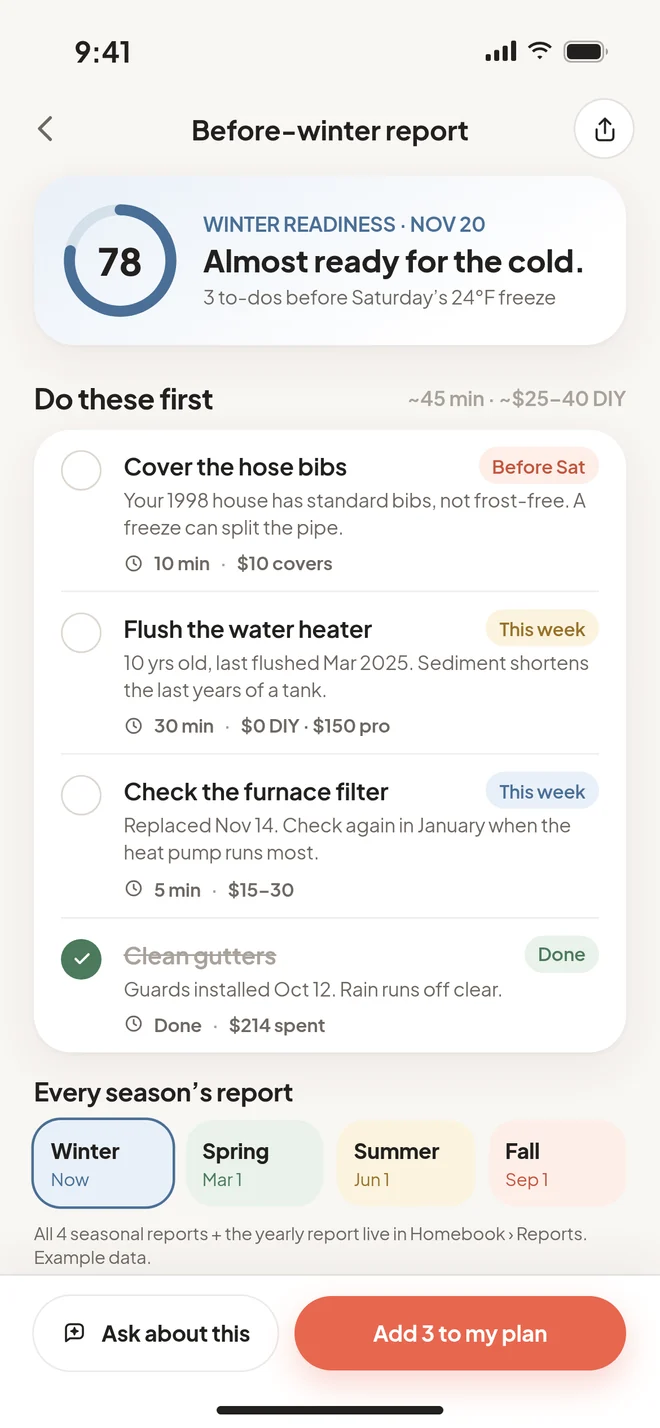 9:41
Before-winter report
78
WINTER READINESS · NOV 20
Almost ready for the cold.
3 to-dos before Saturday’s 24°F freeze
Do these first
~45 min · ~$25–40 DIY
Cover the hose bibs
Before Sat
Your 1998 house has standard bibs, not frost-free. A
freeze can split the pipe.
10 min · $10 covers
Flush the water heater
This week
10 yrs old, last flushed Mar 2025. Sediment shortens
the last years of a tank.
30 min · $0 DIY · $150 pro
Check the furnace filter
This week
Replaced Nov 14. Check again in January when the
heat pump runs most.
5 min · $15–30
Clean gutters
Done
Guards installed Oct 12. Rain runs off clear.
Done · $214 spent
Every season’s report
Winter
Now
Spring
Mar 1
Summer
Jun 1
Fall
Sep 1
All 4 seasonal reports + the yearly report live in Homebook › Reports.
Example data.
Ask about this
Add 3 to my plan